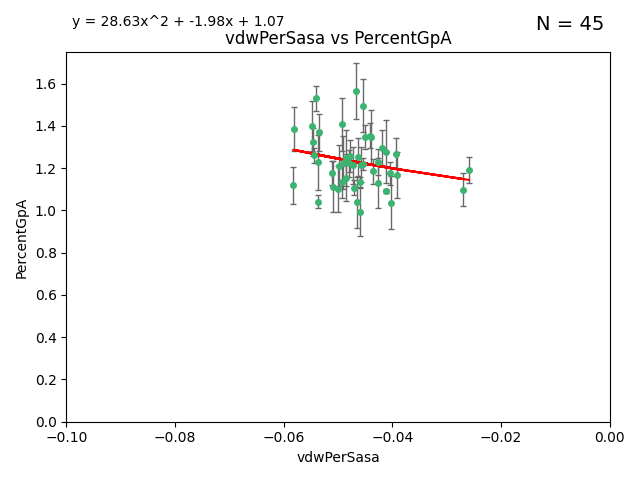 y = 28.63x^2 + -1.98x + 1.07
N = 45
vdwPerSasa vs PercentGpA
PercentGpA
1.6
1.4
1.2
1.0
0.8
0.6
0.4
0.2
0.0
−0.10 −0.08 −0.06 −0.04 −0.02 0.00
vdwPerSasa